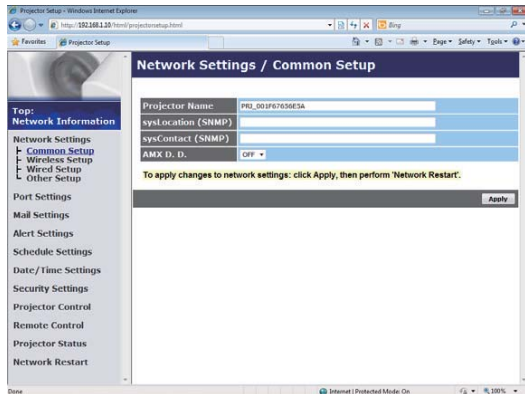 Projector Setup - Windows Internet Explorer
http://192.168.1.10/html/projectorsetup.html
Bing
Favorites Projector Setup Page Safety Tools
Network Settings / Common Setup
Top:
Network Information
Network Settings
Common Setup
Wireless Setup
Wired Setup
Other Setup
Port Settings
Mail Settings
Alert Settings
Schedule Settings
Date/Time Settings
Security Settings
Projector Control
Remote Control
Projector Status
Network Restart
Projector Name PRJ_001F67656E5A
sysLocation (SNMP)
sysContact (SNMP)
AMX D. D. OFF
To apply changes to network settings: click Apply, then perform 'Network Restart'.
Apply
Done Internet | Protected Mode: On 100%